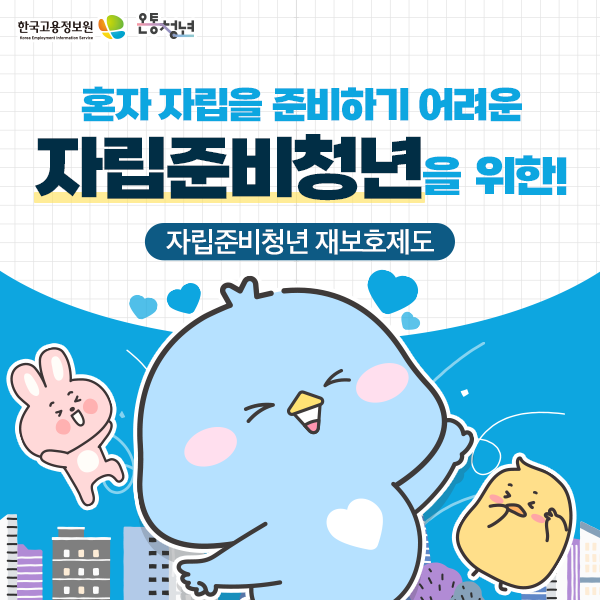 한국고용정보원
Korea Employment Information Service
온통청년
혼자 자립을 준비하기 어려운
자립준비청년을 위한!
자립준비청년 재보호제도